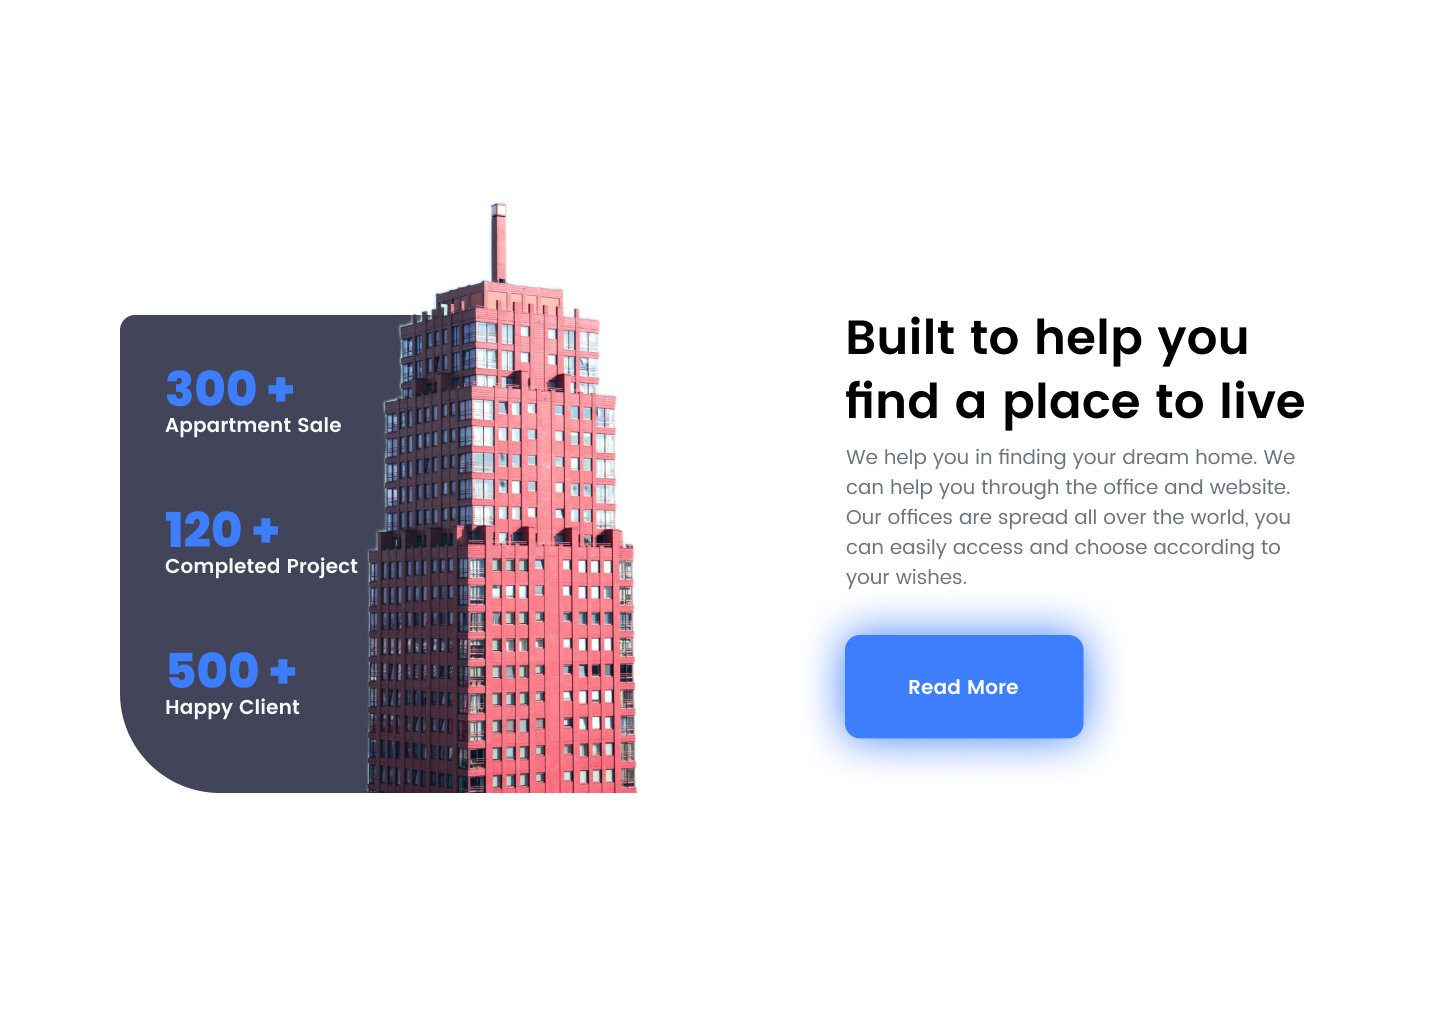 300 +
Appartment Sale
120 +
Completed Project
500 +
Happy Client
Built to help you
find a place to live
We help you in finding your dream home. We
can help you through the office and website.
Our offices are spread all over the world, you
can easily access and choose according to
your wishes.
Read More